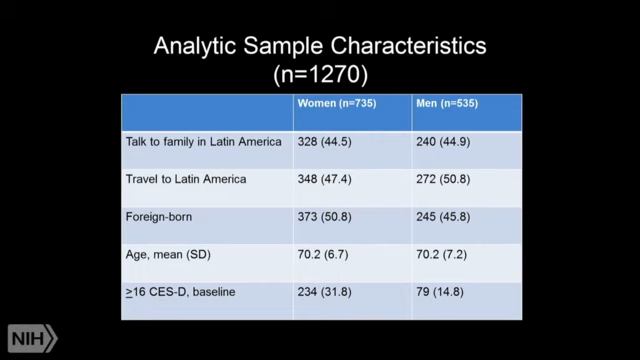 Analytic Sample Characteristics
(n=1270)
Women (n=735) Men (n=535)
Talk to family in Latin America 328 (44.5) 240 (44.9)
Travel to Latin America 348 (47.4) 272 (50.8)
Foreign-born 373 (50.8) 245 (45.8)
Age, mean (SD) 70.2 (6.7) 70.2 (7.2)
≥16 CES-D, baseline 234 (31.8) 79 (14.8)
NIH